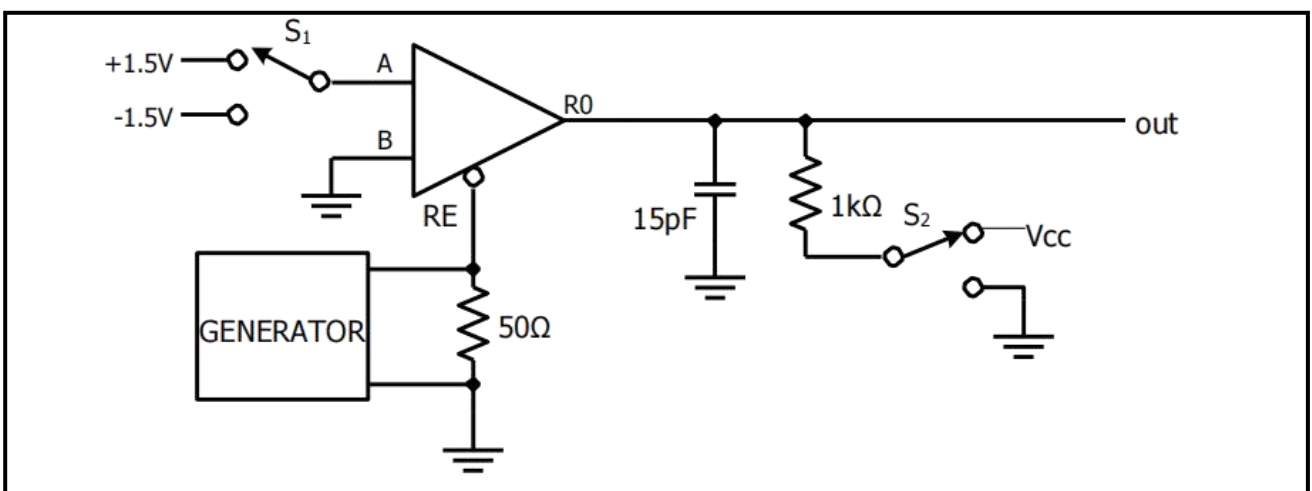 S₁
+1.5V
A
-1.5V
R0
out
B
RE
15pF
1kΩ
S₂
Vcc
GENERATOR
50Ω